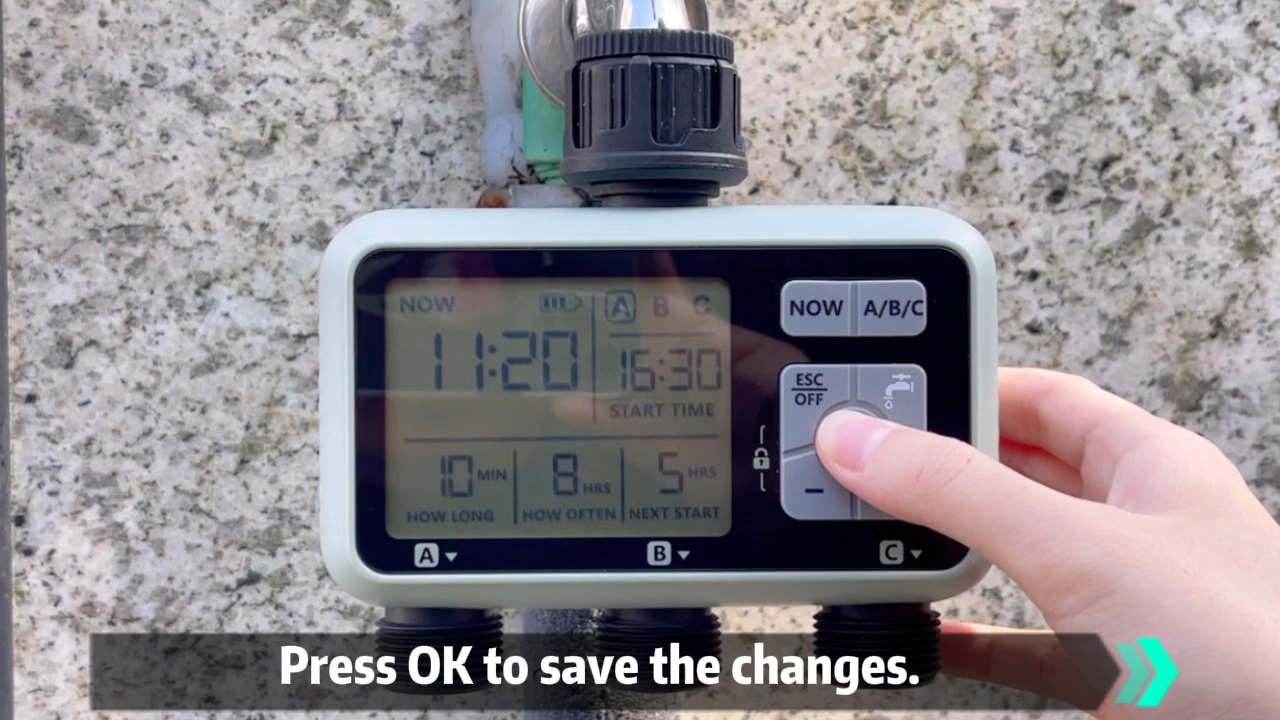 NOW
A B C
11:20
16:30
START TIME
10 MIN
8 HRS
5 HRS
HOW LONG
HOW OFTEN
NEXT START
A
B
C
NOW
A/B/C
ESC
OFF
-
Press OK to save the changes.